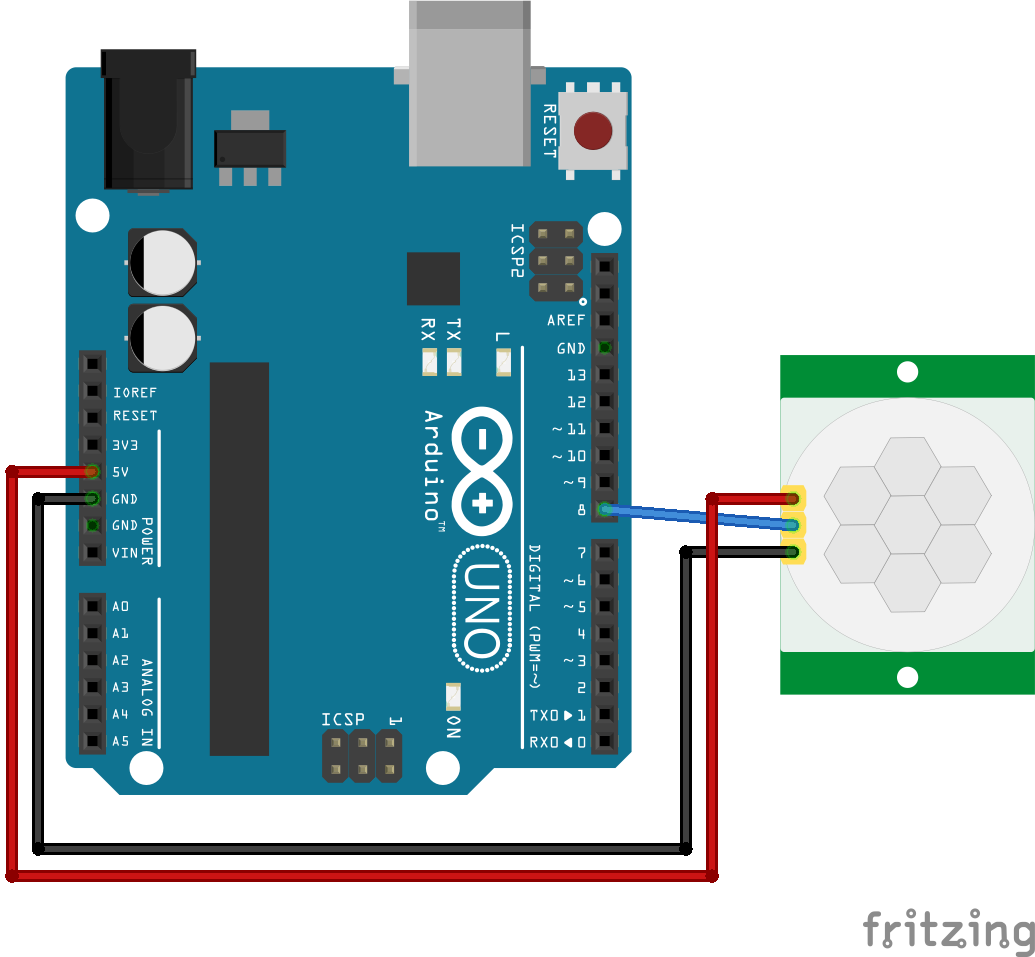 RESET
ICSP2
AREF
GND
13
12
~11
~10
~9
8
7
~6
~5
4
~3
2
TX0▶1
RX0◀0
DIGITAL (PWM=~)
RX
TX
L
Arduino™
UNO
IOREF
RESET
3V3
5V
GND
GND
VIN
POWER
A0
A1
A2
A3
A4
A5
ANALOG IN
ICSP
1
ON
fritzing